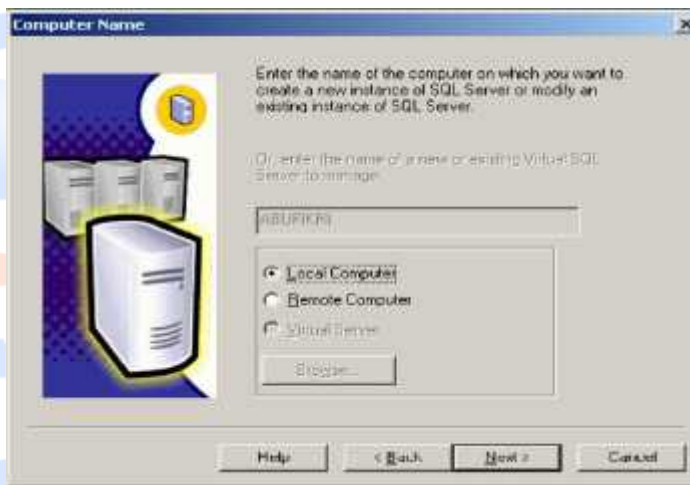 Computer Name
Enter the name of the computer on which you want to
create a new instance of SQL Server or modify an
existing instance of SQL Server.
Or, enter the name of a new or existing Virtual SQL
Server to manage.
Local Computer
Remote Computer
Virtual Server
Browse...
Help
< Back
Next >
Cancel